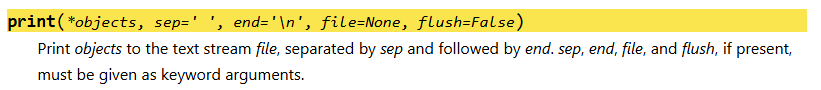 print(*objects, sep=' ', end='\n', file=None, flush=False)
Print objects to the text stream file, separated by sep and followed by end. sep, end, file, and flush, if present,
must be given as keyword arguments.